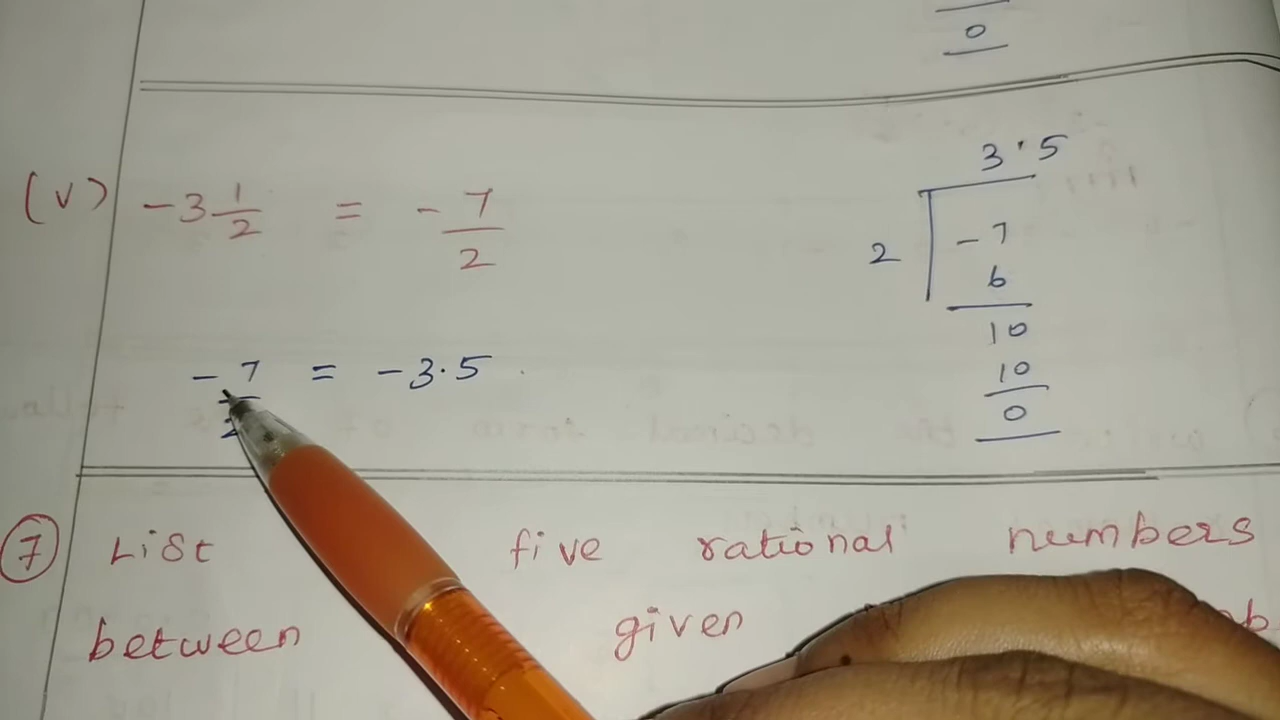 0
(V) -3 1/2 = - 7/2
3.5
2 | -7
6
10
10
0
-7/2 = -3.5
7 List five rational numbers
between given